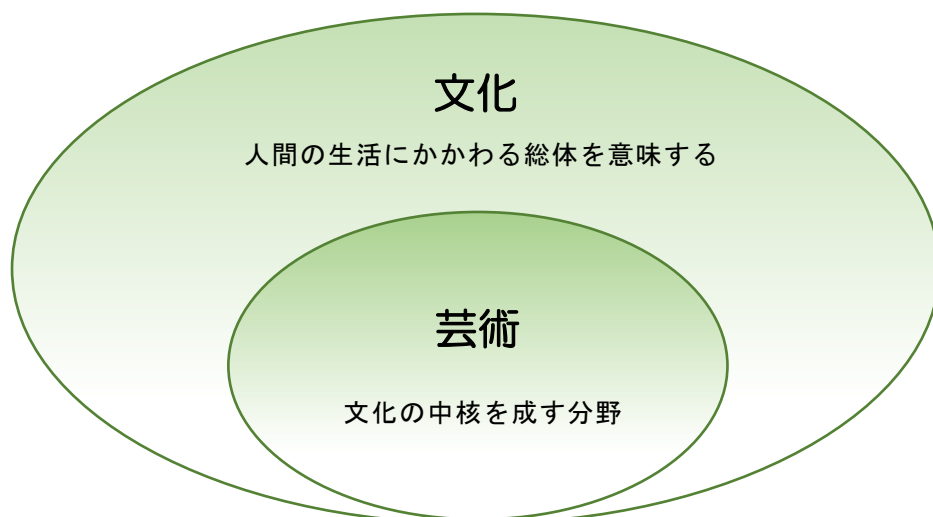 文化
人間の生活にかかわる総体を意味する
芸術
文化の中核を成す分野